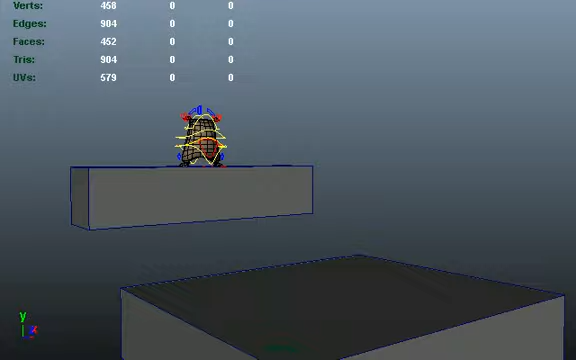 Verts: 458 0 0
Edges: 904 0 0
Faces: 452 0 0
Tris: 904 0 0
UVs: 579 0 0
y